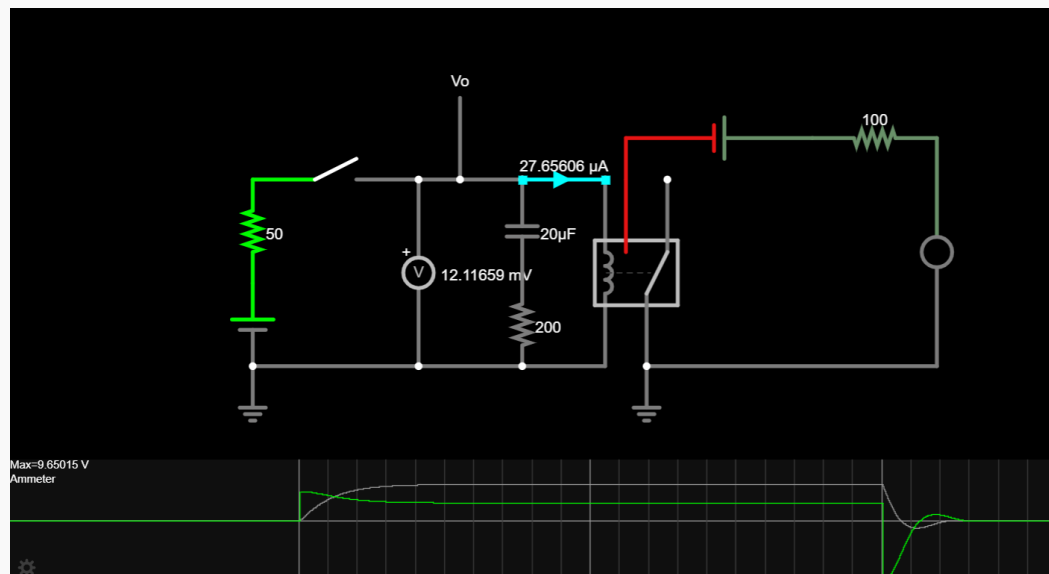 Vo
100
27.65606 µA
50
20µF
+
V
12.11659 mV
200
Max=9.65015 V
Ammeter